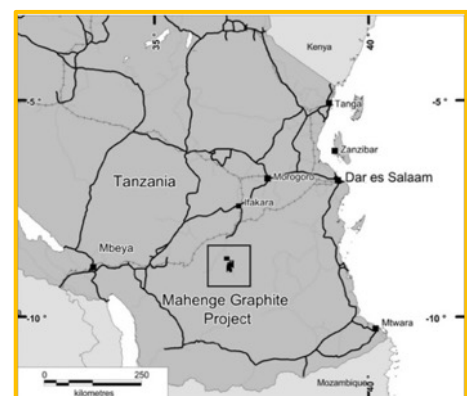 35
40
Kenya
-5
-5
Tanga
Zanzibar
Morogoro
Dar es Salaam
Tanzania
Ifakara
Mbeya
Mahenge Graphite
Project
-10
-10
Mtwara
0
250
kilometres
Mozambique
40